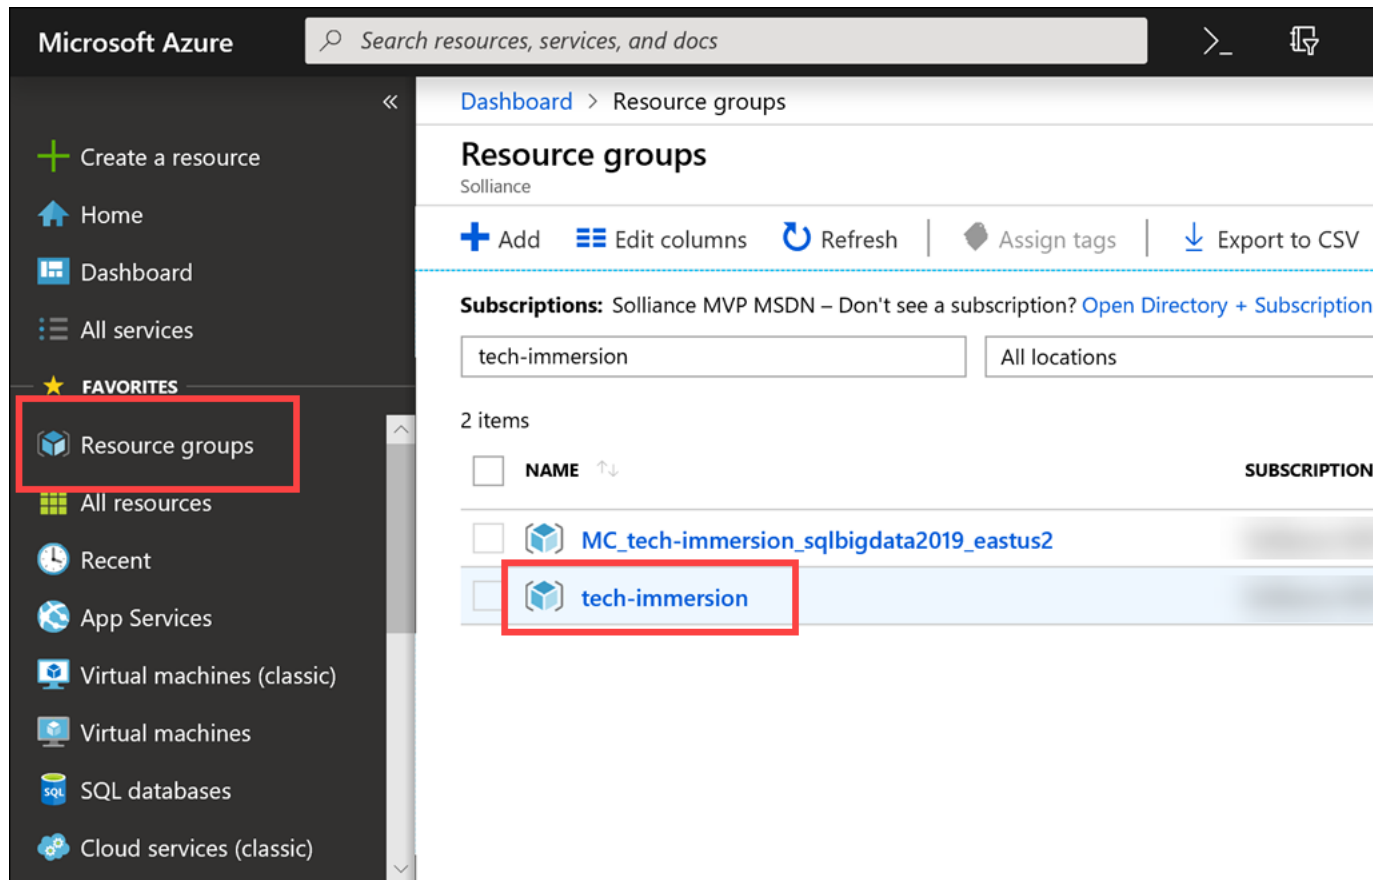 Microsoft Azure
Search resources, services, and docs
Create a resource
Home
Dashboard
All services
FAVORITES
Resource groups
All resources
Recent
App Services
Virtual machines (classic)
Virtual machines
SQL
SQL databases
Cloud services (classic)
Dashboard > Resource groups
Resource groups
Solliance
Add Edit columns Refresh Assign tags Export to CSV
Subscriptions: Solliance MVP MSDN – Don't see a subscription? Open Directory + Subscription
tech-immersion All locations
2 items
NAME SUBSCRIPTION
MC_tech-immersion_sqlbigdata2019_eastus2
tech-immersion